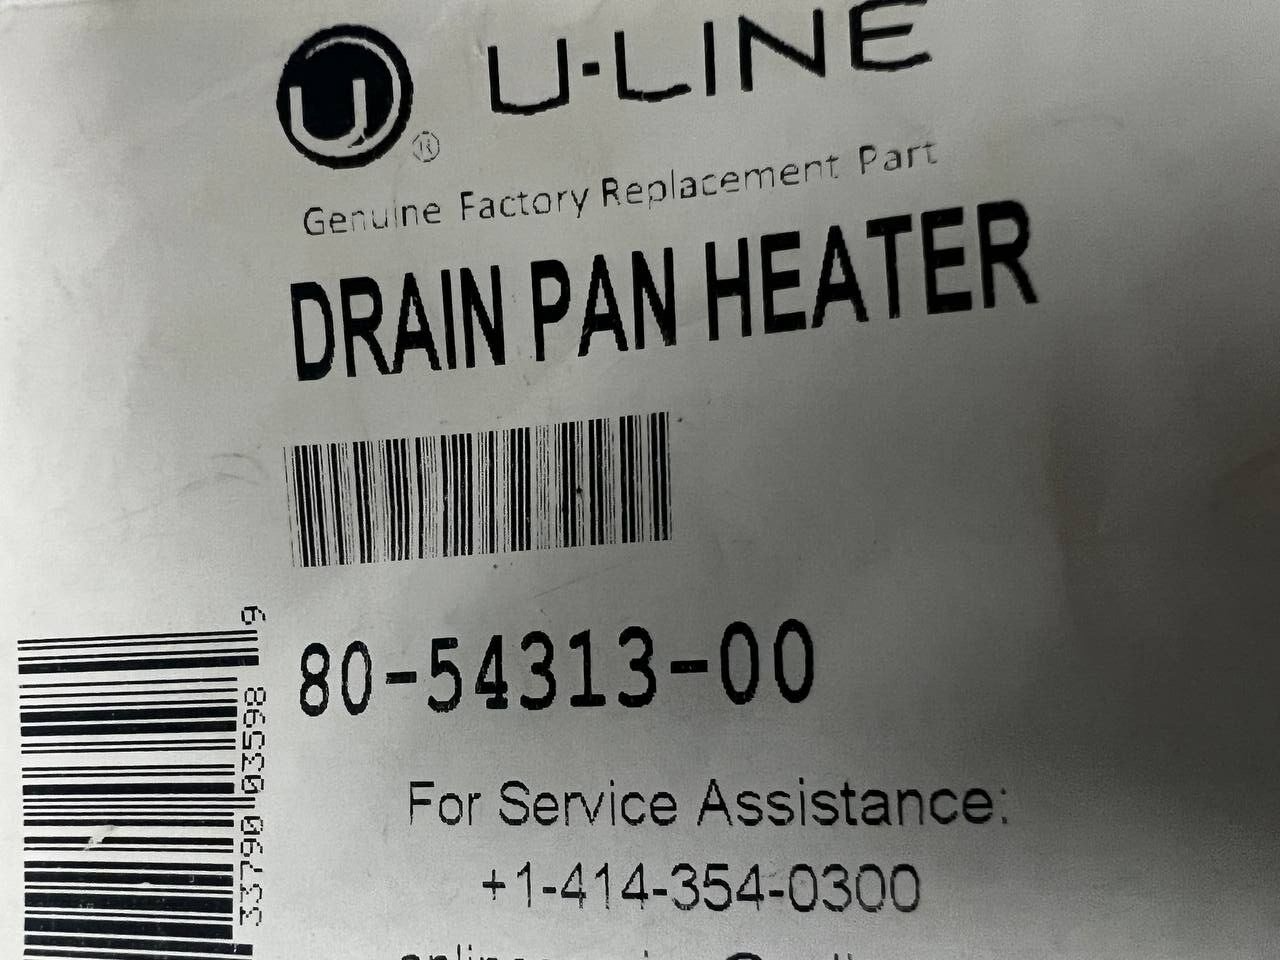 U
®
U-LINE
Genuine Factory Replacement Part
DRAIN PAN HEATER
80-54313-00
33790 03598 9
For Service Assistance:
+1-414-354-0300